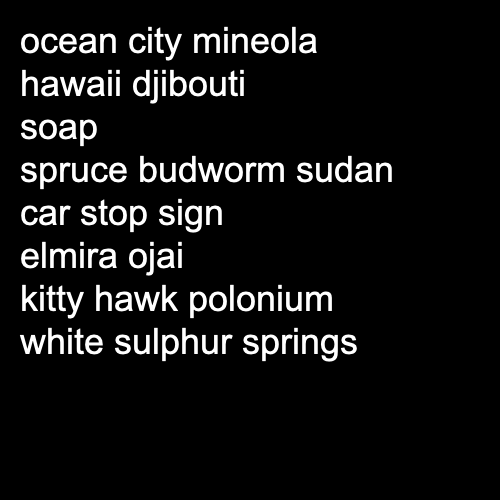 ocean city mineola
hawaii djibouti
soap
spruce budworm sudan
car stop sign
elmira ojai
kitty hawk polonium
white sulphur springs